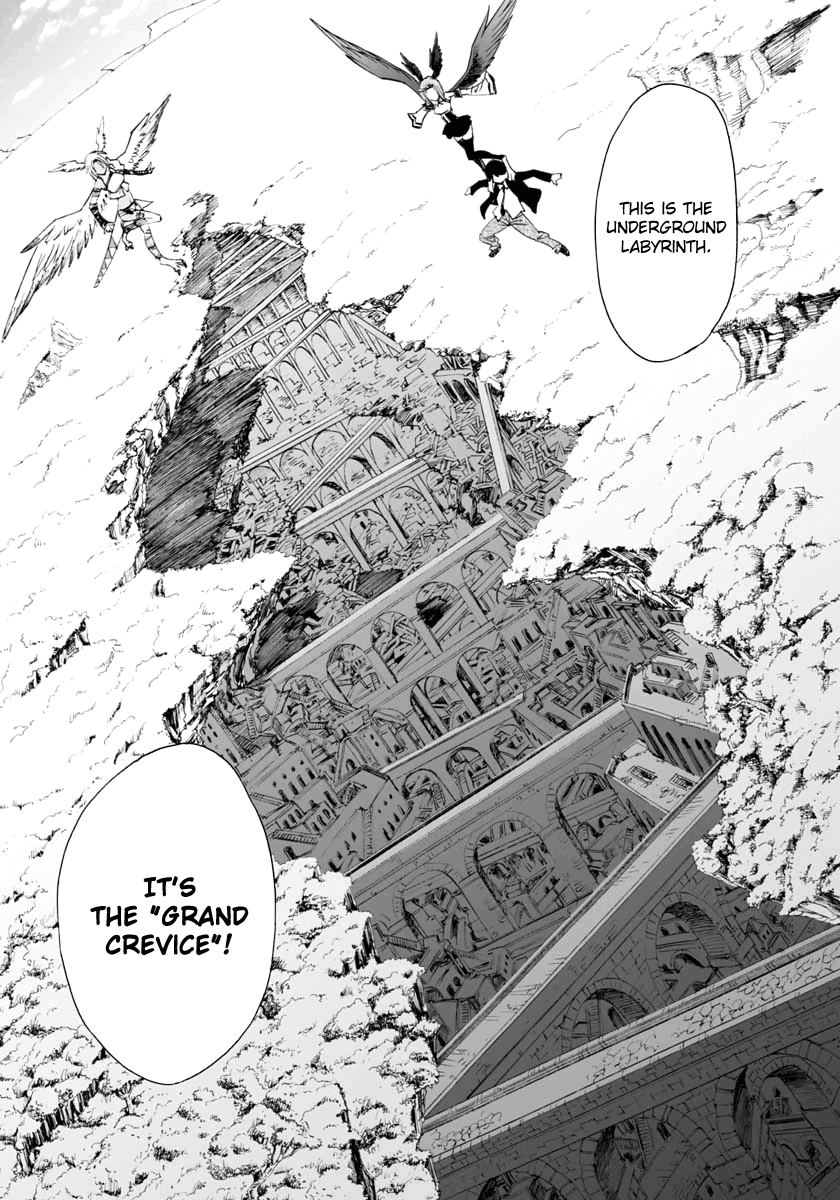 THIS IS THE
UNDERGROUND
LABYRINTH.
IT'S
THE "GRAND
CREVICE"!